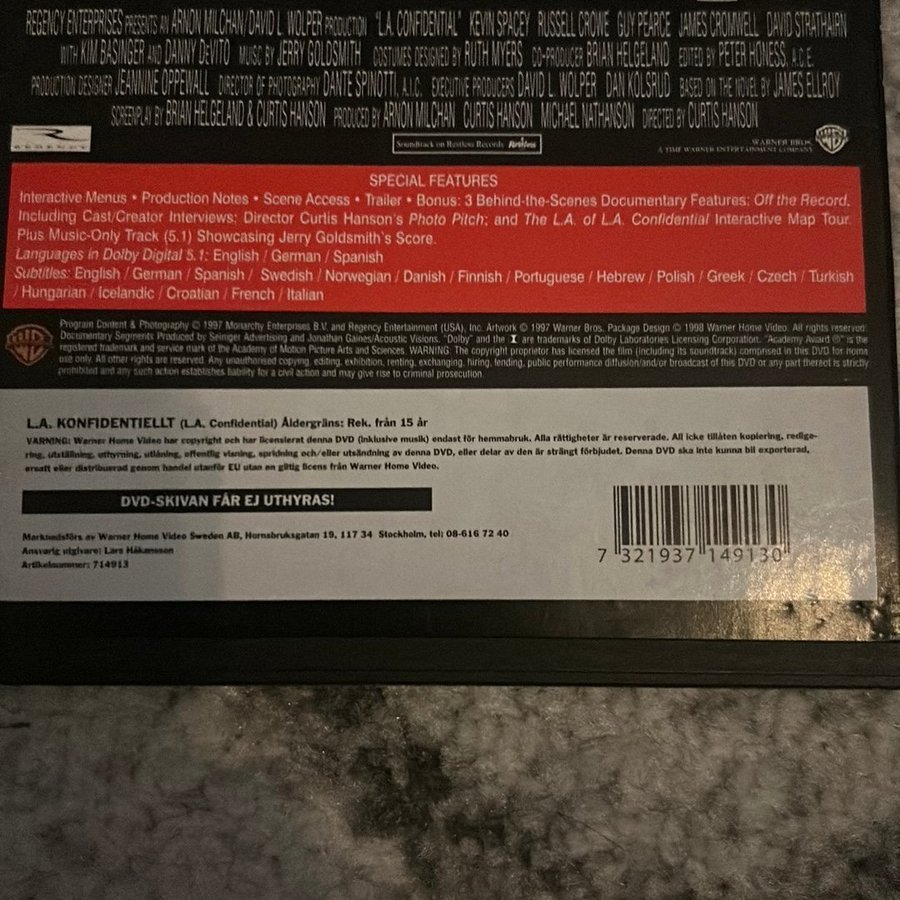 REGENCY ENTERPRISES PRESENTS AN ARNON MILCHAN/DAVID L. WOLPER PRODUCTION "L.A. CONFIDENTIAL" KEVIN SPACEY RUSSELL CROWE GUY PEARCE JAMES CROMWELL DAVID STRATHAIRN
WITH KIM BASINGER AND DANNY DeVITO MUSIC BY JERRY GOLDSMITH COSTUMES DESIGNED BY RUTH MYERS CO-PRODUCER BRIAN HELGELAND EDITED BY PETER HONESS, A.C.E.
PRODUCTION DESIGNER JEANNINE OPPEWALL DIRECTOR OF PHOTOGRAPHY DANTE SPINOTTI, A.I.C. EXECUTIVE PRODUCERS DAVID L. WOLPER DAN KOLSRUD BASED ON THE NOVEL BY JAMES ELLROY
SCREENPLAY BY BRIAN HELGELAND & CURTIS HANSON PRODUCED BY ARNON MILCHAN CURTIS HANSON MICHAEL NATHANSON DIRECTED BY CURTIS HANSON
REGENCY
Soundtrack on Restless Records Restless
WARNER BROS.
A TIME WARNER ENTERTAINMENT COMPANY
SPECIAL FEATURES
Interactive Menus • Production Notes • Scene Access • Trailer • Bonus: 3 Behind-the-Scenes Documentary Features: Off the Record,
Including Cast/Creator Interviews; Director Curtis Hanson's Photo Pitch; and The L.A. of L.A. Confidential Interactive Map Tour.
Plus Music-Only Track (5.1) Showcasing Jerry Goldsmith's Score.
Languages in Dolby Digital 5.1: English / German / Spanish
Subtitles: English / German / Spanish / Swedish / Norwegian / Danish / Finnish / Portuguese / Hebrew / Polish / Greek / Czech / Turkish
/ Hungarian / Icelandic / Croatian / French / Italian
Program Content & Photography © 1997 Monarchy Enterprises B.V. and Regency Entertainment (USA), Inc. Artwork © 1997 Warner Bros. Package Design © 1998 Warner Home Video. All rights reserved.
Documentary Segments Produced by Seiniger Advertising and Jonathan Gaines/Acoustic Visions. "Dolby" and the are trademarks of Dolby Laboratories Licensing Corporation. "Academy Award ®" is the
registered trademark and service mark of the Academy of Motion Picture Arts and Sciences. WARNING: The copyright proprietor has licensed the film (including its soundtrack) comprised in this DVD for home
use only. All other rights are reserved. Any unauthorised copying, editing, exhibition, renting, exchanging, hiring, lending, public performance diffusion/and/or broadcast of this DVD or any part thereof is strictly
prohibited and any such action establishes liability for a civil action and may give rise to criminal prosecution.
L.A. KONFIDENTIELLT (L.A. Confidential) Åldergräns: Rek. från 15 år
VARNING: Warner Home Video har copyright och har licensierat denna DVD (inklusive musik) endast för hemmabruk. Alla rättigheter är reserverade. All icke tillåten kopiering, redige-
ring, utställning, uthyrning, utlåning, offentlig visning, spridning och/eller utsändning av denna DVD, eller delar av den är strängt förbjudet. Denna DVD ska inte kunna bli exporterad,
ersatt eller distribuerad genom handel utanför EU utan en giltig licens från Warner Home Video.
DVD-SKIVAN FÅR EJ UTHYRAS!
Marknadsförs av Warner Home Video Sweden AB, Hornsbruksgatan 19, 117 34 Stockholm, tel: 08-616 72 40
Ansvarig utgivare: Lars Håkansson
Artikelnummer: 714913
7 321937 149130